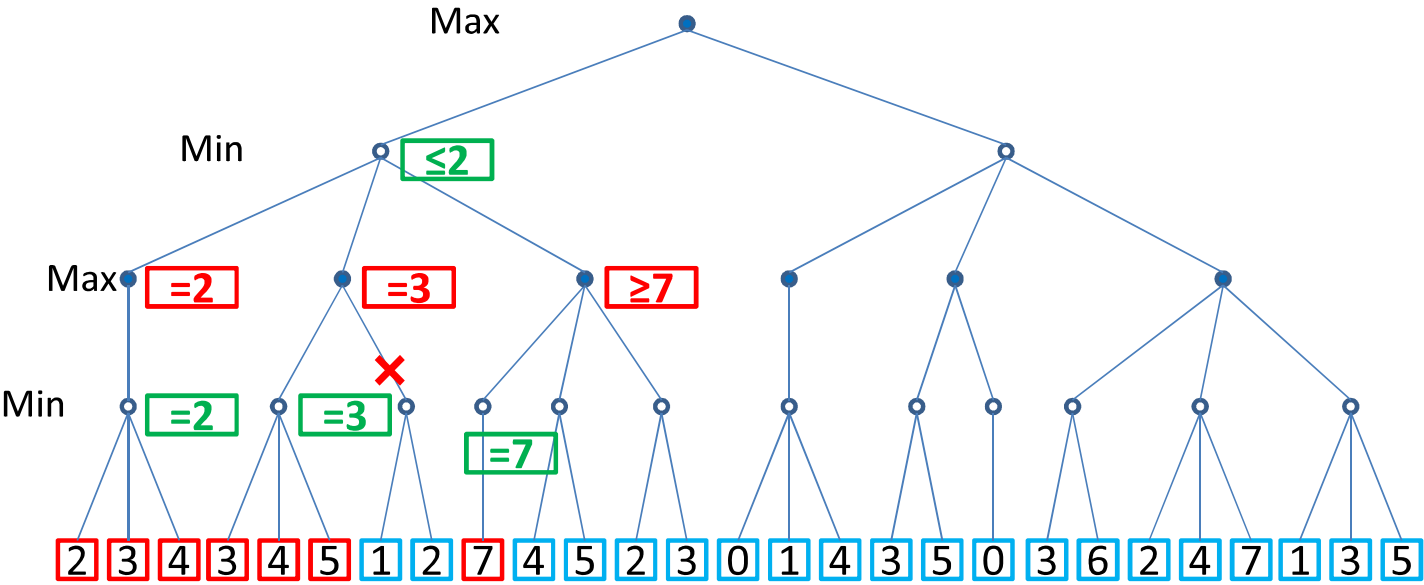 Max
Min ≤2
Max =2 =3 ≥7
Min =2 =3
=7
2 3 4 3 4 5 1 2 7 4 5 2 3 0 1 4 3 5 0 3 6 2 4 7 1 3 5